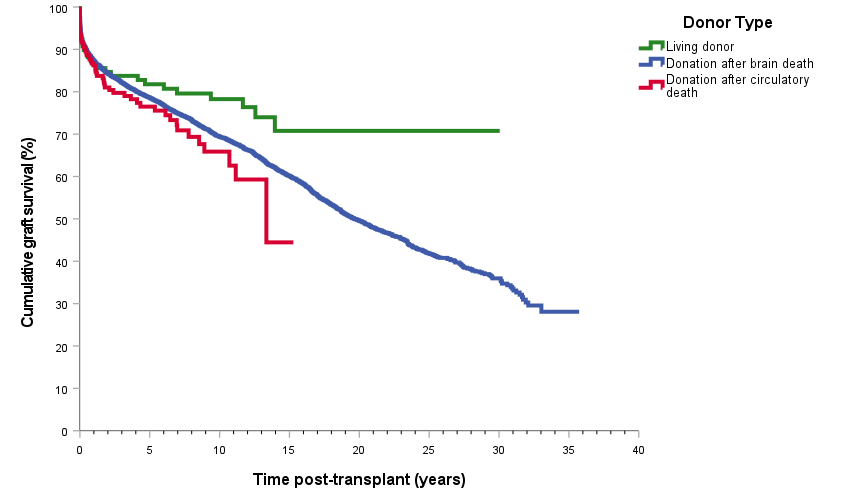 Donor Type
Living donor
Donation after brain death
Donation after circulatory
death
Cumulative graft survival (%)
100
90
80
70
60
50
40
30
20
10
0
0 5 10 15 20 25 30 35 40
Time post-transplant (years)